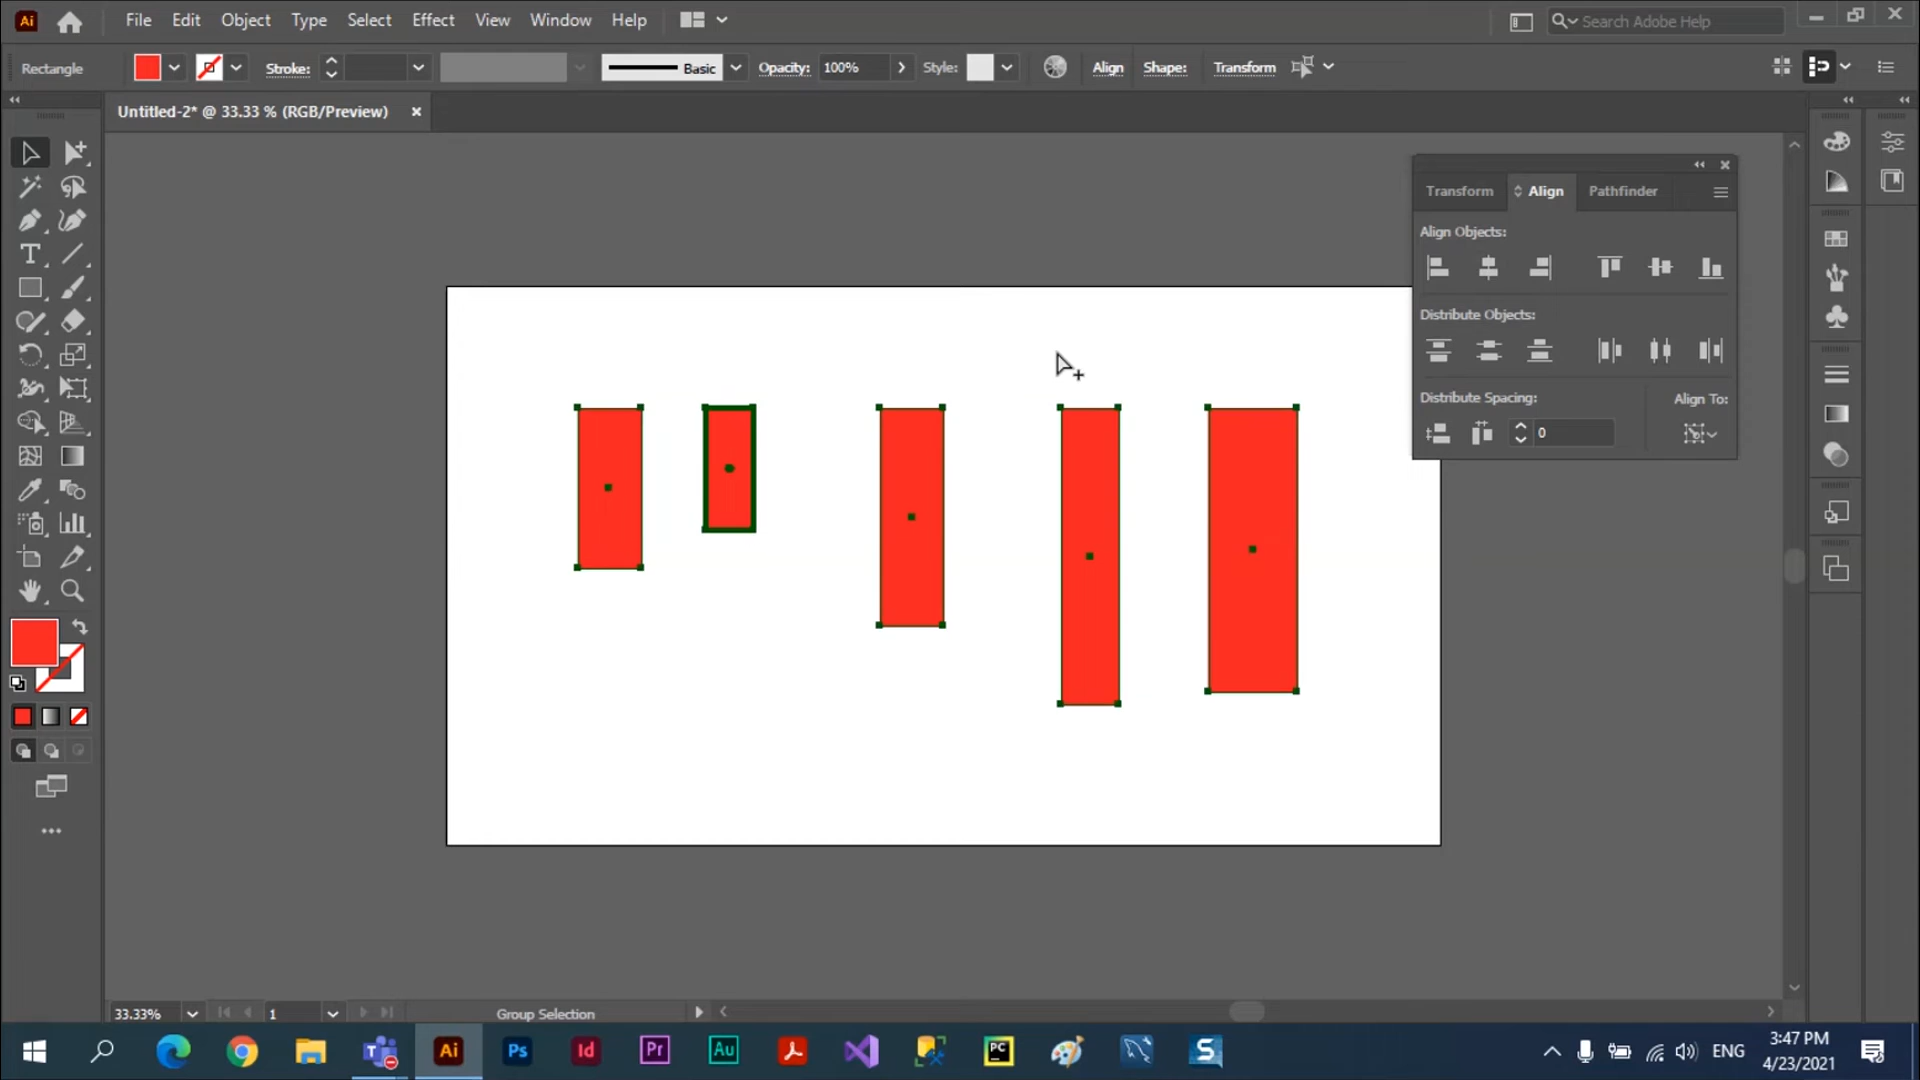 Ai File Edit Object Type Select Effect View Window Help Search Adobe Help
Rectangle Stroke: Basic Opacity: 100% Style: Align Shape: Transform
Untitled-2* @ 33.33 % (RGB/Preview)
Transform Align Pathfinder
Align Objects:
Distribute Objects:
Distribute Spacing: Align To:
0
33.33% 1 Group Selection
Ai Ps Id Pr Au PC S ENG
3:47 PM
4/23/2021